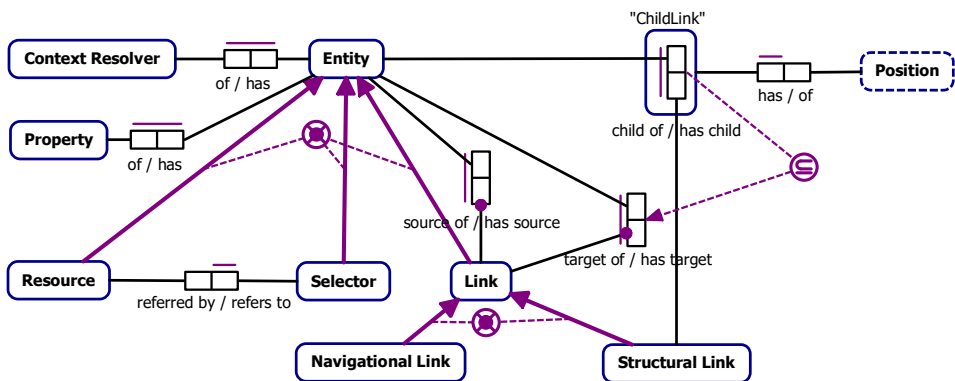 "ChildLink"
Context Resolver
Entity
Position
of / has
has / of
Property
child of / has child
of / has
source of / has source
target of / has target
Resource
Selector
Link
referred by / refers to
Navigational Link
Structural Link